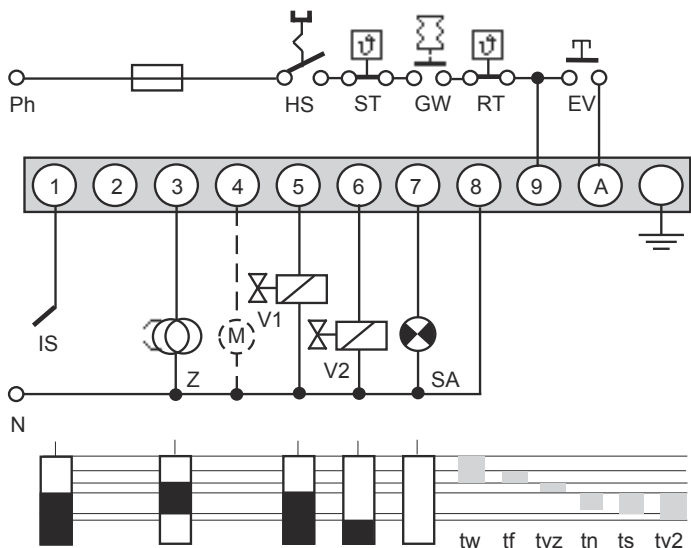 ϑ ϑ
Ph HS ST GW RT EV
1 2 3 4 5 6 7 8 9 A
IS Z M V1 V2 SA
N
tw tf tvz tn ts tv2